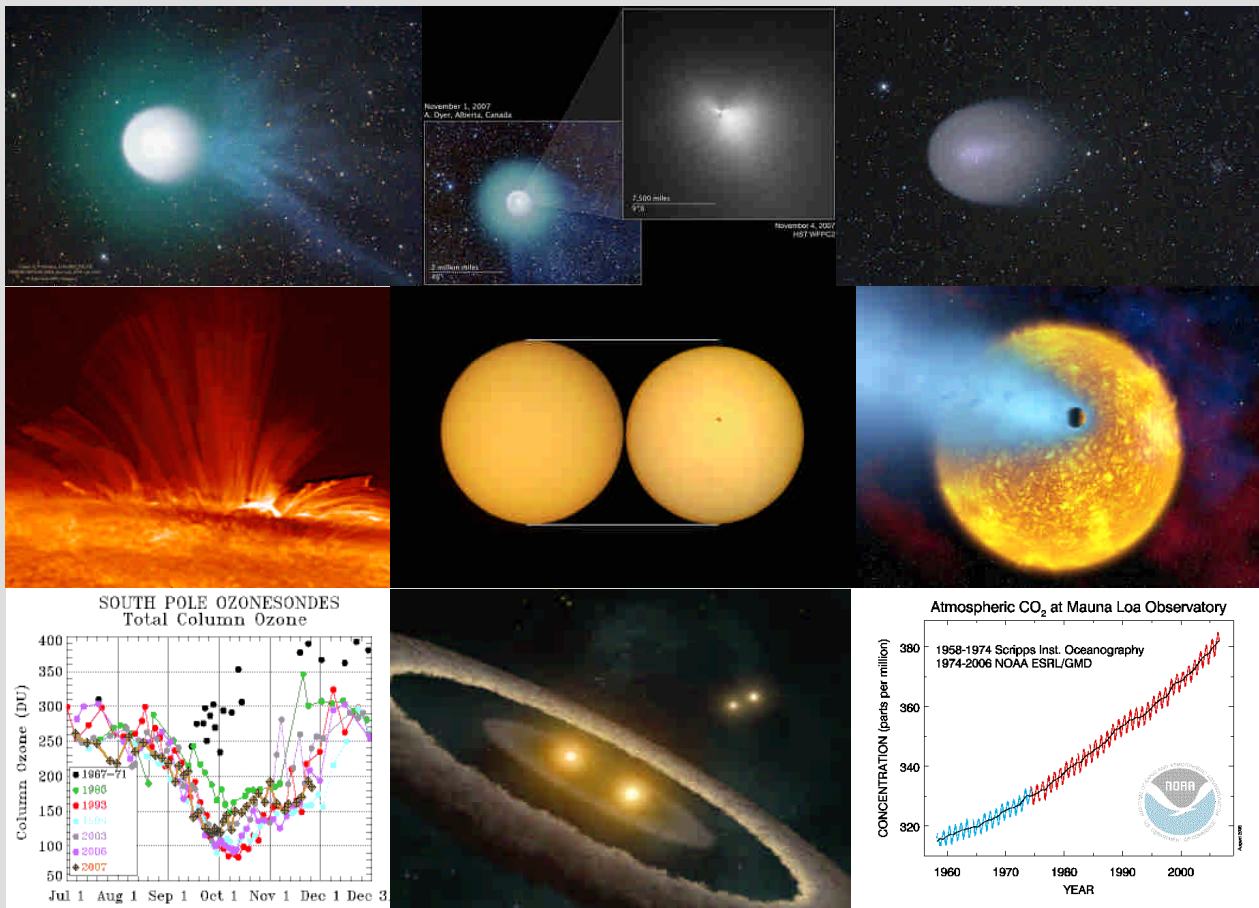 November 1, 2007
A. Dyer, Alberta, Canada
7,500 miles
9"8
2 million miles
November 4, 2007
HST WFPC2
SOUTH POLE OZONESONDES
Total Column Ozone
Column Ozone (DU)
400
350
300
250
200
150
100
50
1967-71
1986
1993
2003
2006
2007
Jul 1 Aug 1 Sep 1 Oct 1 Nov 1 Dec 1 Dec 3
Atmospheric CO₂ at Mauna Loa Observatory
1958-1974 Scripps Inst. Oceanography
1974-2006 NOAA ESRL/GMD
CONCENTRATION (parts per million)
380
360
340
320
NOAA
1960 1970 1980 1990 2000
YEAR